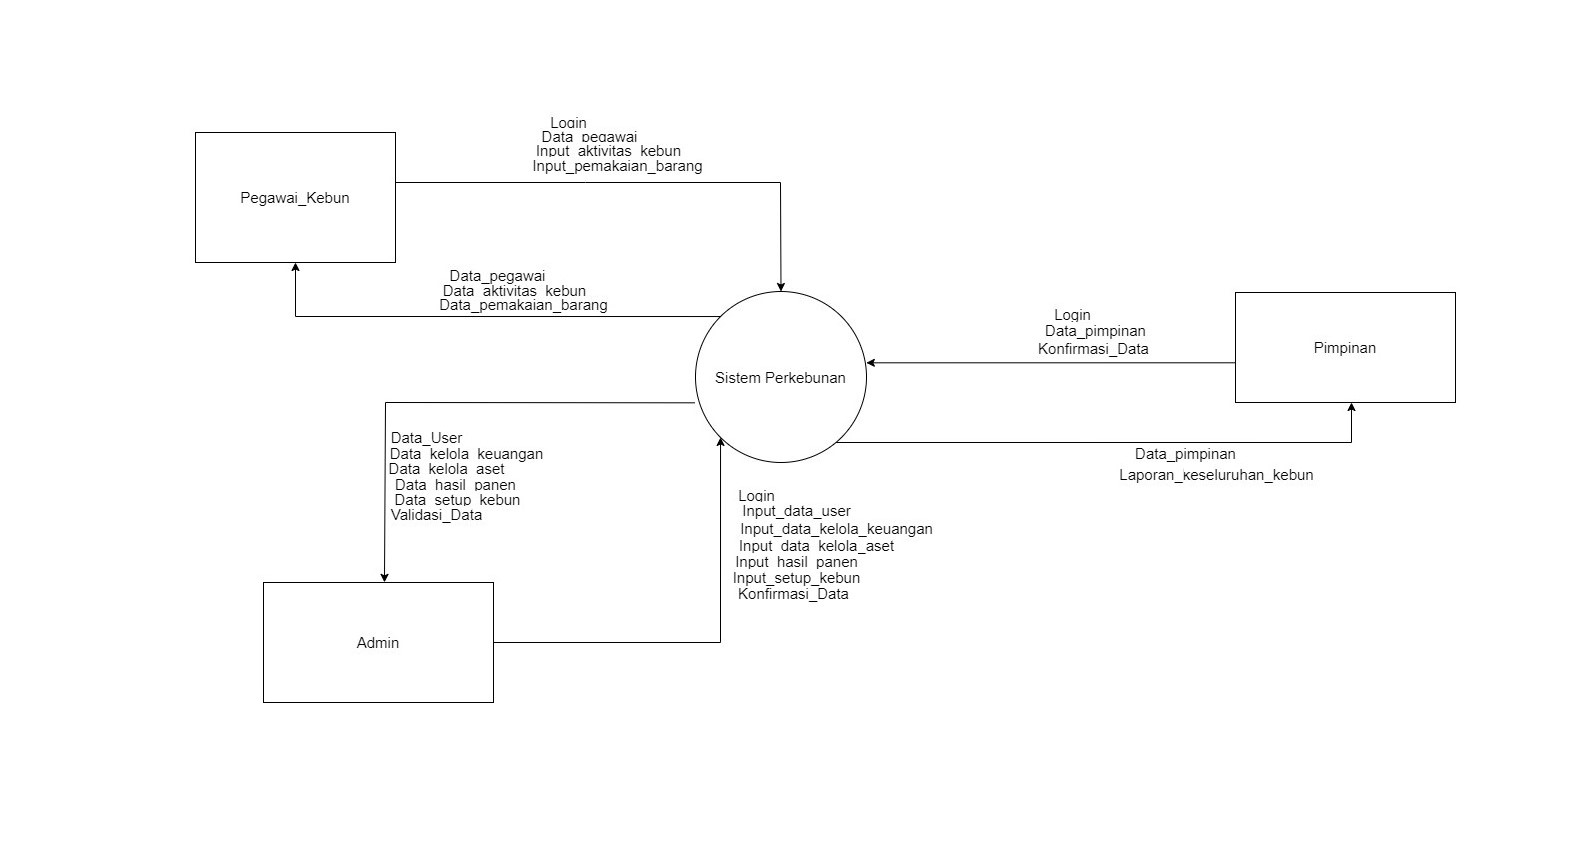 Login
Data_pegawai
Input_aktivitas_kebun
Input_pemakaian_barang
Pegawai_Kebun
Data_pegawai
Data_aktivitas_kebun
Data_pemakaian_barang
Login
Data_pimpinan
Konfirmasi_Data
Pimpinan
Sistem Perkebunan
Data_User
Data_kelola_keuangan
Data_kelola_aset
Data_hasil_panen
Data_setup_kebun
Validasi_Data
Data_pimpinan
Laporan_keseluruhan_kebun
Login
Input_data_user
Input_data_kelola_keuangan
Input_data_kelola_aset
Input_hasil_panen
Input_setup_kebun
Konfirmasi_Data
Admin